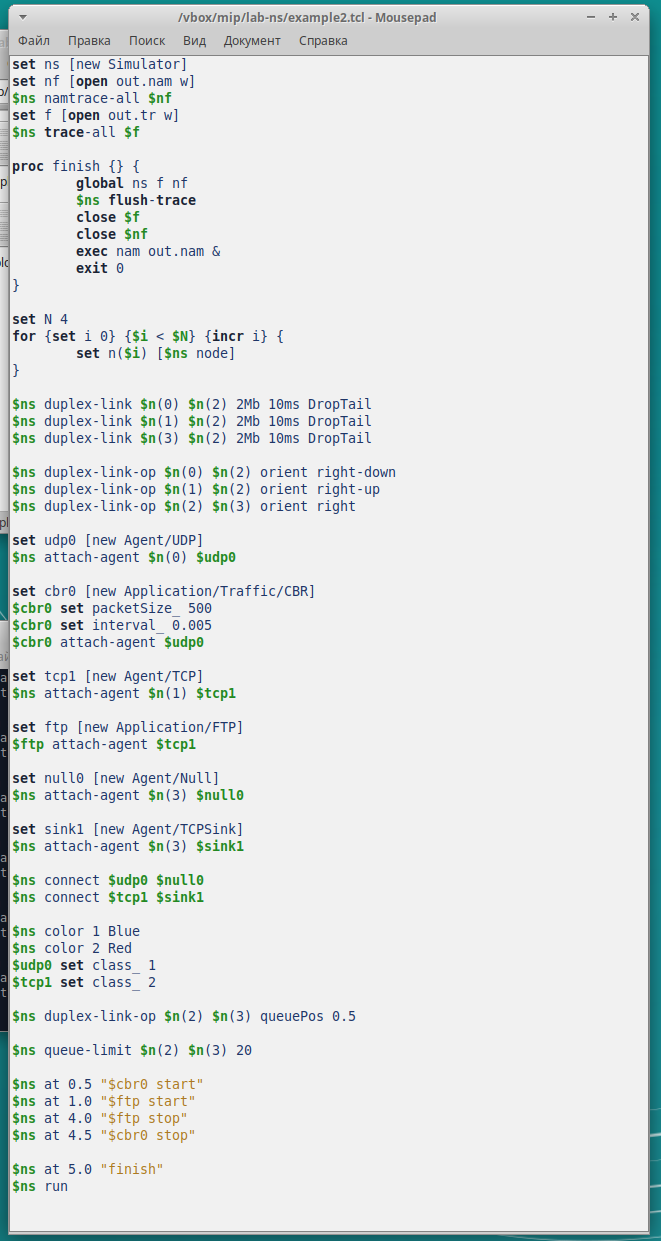 /vbox/mip/lab-ns/example2.tcl - Mousepad
Файл Правка Поиск Вид Документ Справка
set ns [new Simulator]
set nf [open out.nam w]
$ns namtrace-all $nf
set f [open out.tr w]
$ns trace-all $f
proc finish {} {
        global ns f nf
        $ns flush-trace
        close $f
        close $nf
        exec nam out.nam &
        exit 0
}
set N 4
for {set i 0} {$i < $N} {incr i} {
        set n($i) [$ns node]
}
$ns duplex-link $n(0) $n(2) 2Mb 10ms DropTail
$ns duplex-link $n(1) $n(2) 2Mb 10ms DropTail
$ns duplex-link $n(3) $n(2) 2Mb 10ms DropTail
$ns duplex-link-op $n(0) $n(2) orient right-down
$ns duplex-link-op $n(1) $n(2) orient right-up
$ns duplex-link-op $n(2) $n(3) orient right
set udp0 [new Agent/UDP]
$ns attach-agent $n(0) $udp0
set cbr0 [new Application/Traffic/CBR]
$cbr0 set packetSize_ 500
$cbr0 set interval_ 0.005
$cbr0 attach-agent $udp0
set tcp1 [new Agent/TCP]
$ns attach-agent $n(1) $tcp1
set ftp [new Application/FTP]
$ftp attach-agent $tcp1
set null0 [new Agent/Null]
$ns attach-agent $n(3) $null0
set sink1 [new Agent/TCPSink]
$ns attach-agent $n(3) $sink1
$ns connect $udp0 $null0
$ns connect $tcp1 $sink1
$ns color 1 Blue
$ns color 2 Red
$udp0 set class_ 1
$tcp1 set class_ 2
$ns duplex-link-op $n(2) $n(3) queuePos 0.5
$ns queue-limit $n(2) $n(3) 20
$ns at 0.5 "$cbr0 start"
$ns at 1.0 "$ftp start"
$ns at 4.0 "$ftp stop"
$ns at 4.5 "$cbr0 stop"
$ns at 5.0 "finish"
$ns run